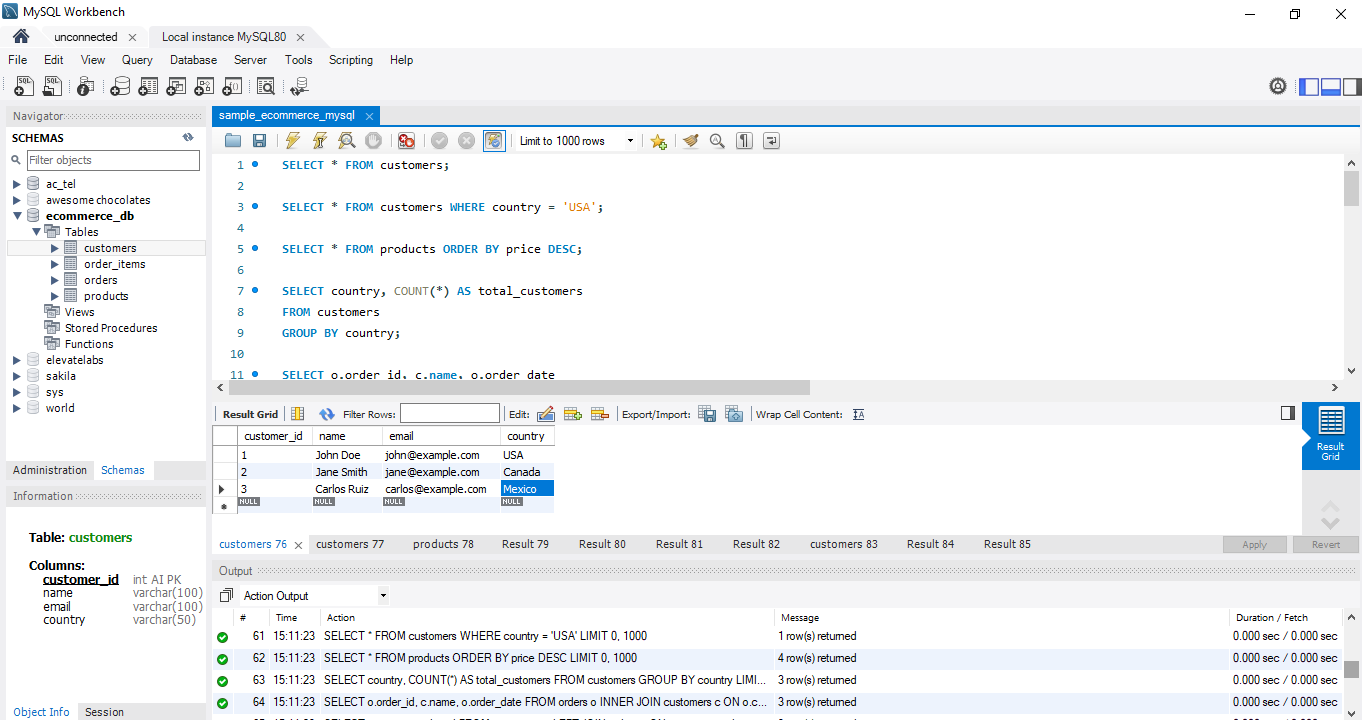 MySQL Workbench
unconnected
Local instance MySQL80
File Edit View Query Database Server Tools Scripting Help
Navigator
SCHEMAS
Filter objects
ac_tel
awesome chocolates
ecommerce_db
Tables
customers
order_items
orders
products
Views
Stored Procedures
Functions
elevatelabs
sakila
sys
world
Administration Schemas
Information
Table: customers
Columns:
customer_id int AI PK
name varchar(100)
email varchar(100)
country varchar(50)
Object Info Session
sample_ecommerce_mysql
Limit to 1000 rows
1 SELECT * FROM customers;
2
3 SELECT * FROM customers WHERE country = 'USA';
4
5 SELECT * FROM products ORDER BY price DESC;
6
7 SELECT country, COUNT(*) AS total_customers
8 FROM customers
9 GROUP BY country;
10
11 SELECT o.order_id, c.name, o.order_date
Result Grid Filter Rows: Edit: Export/Import: Wrap Cell Content:
customer_id name email country
1 John Doe john@example.com USA
2 Jane Smith jane@example.com Canada
3 Carlos Ruiz carlos@example.com Mexico
NULL NULL NULL NULL
Result Grid
customers 76 customers 77 products 78 Result 79 Result 80 Result 81 Result 82 customers 83 Result 84 Result 85
Apply Revert
Output
Action Output
# Time Action Message Duration / Fetch
61 15:11:23 SELECT * FROM customers WHERE country = 'USA' LIMIT 0, 1000 1 row(s) returned 0.000 sec / 0.000 sec
62 15:11:23 SELECT * FROM products ORDER BY price DESC LIMIT 0, 1000 4 row(s) returned 0.000 sec / 0.000 sec
63 15:11:23 SELECT country, COUNT(*) AS total_customers FROM customers GROUP BY country LIMI... 3 row(s) returned 0.000 sec / 0.000 sec
64 15:11:23 SELECT o.order_id, c.name, o.order_date FROM orders o INNER JOIN customers c ON o.c... 3 row(s) returned 0.000 sec / 0.000 sec